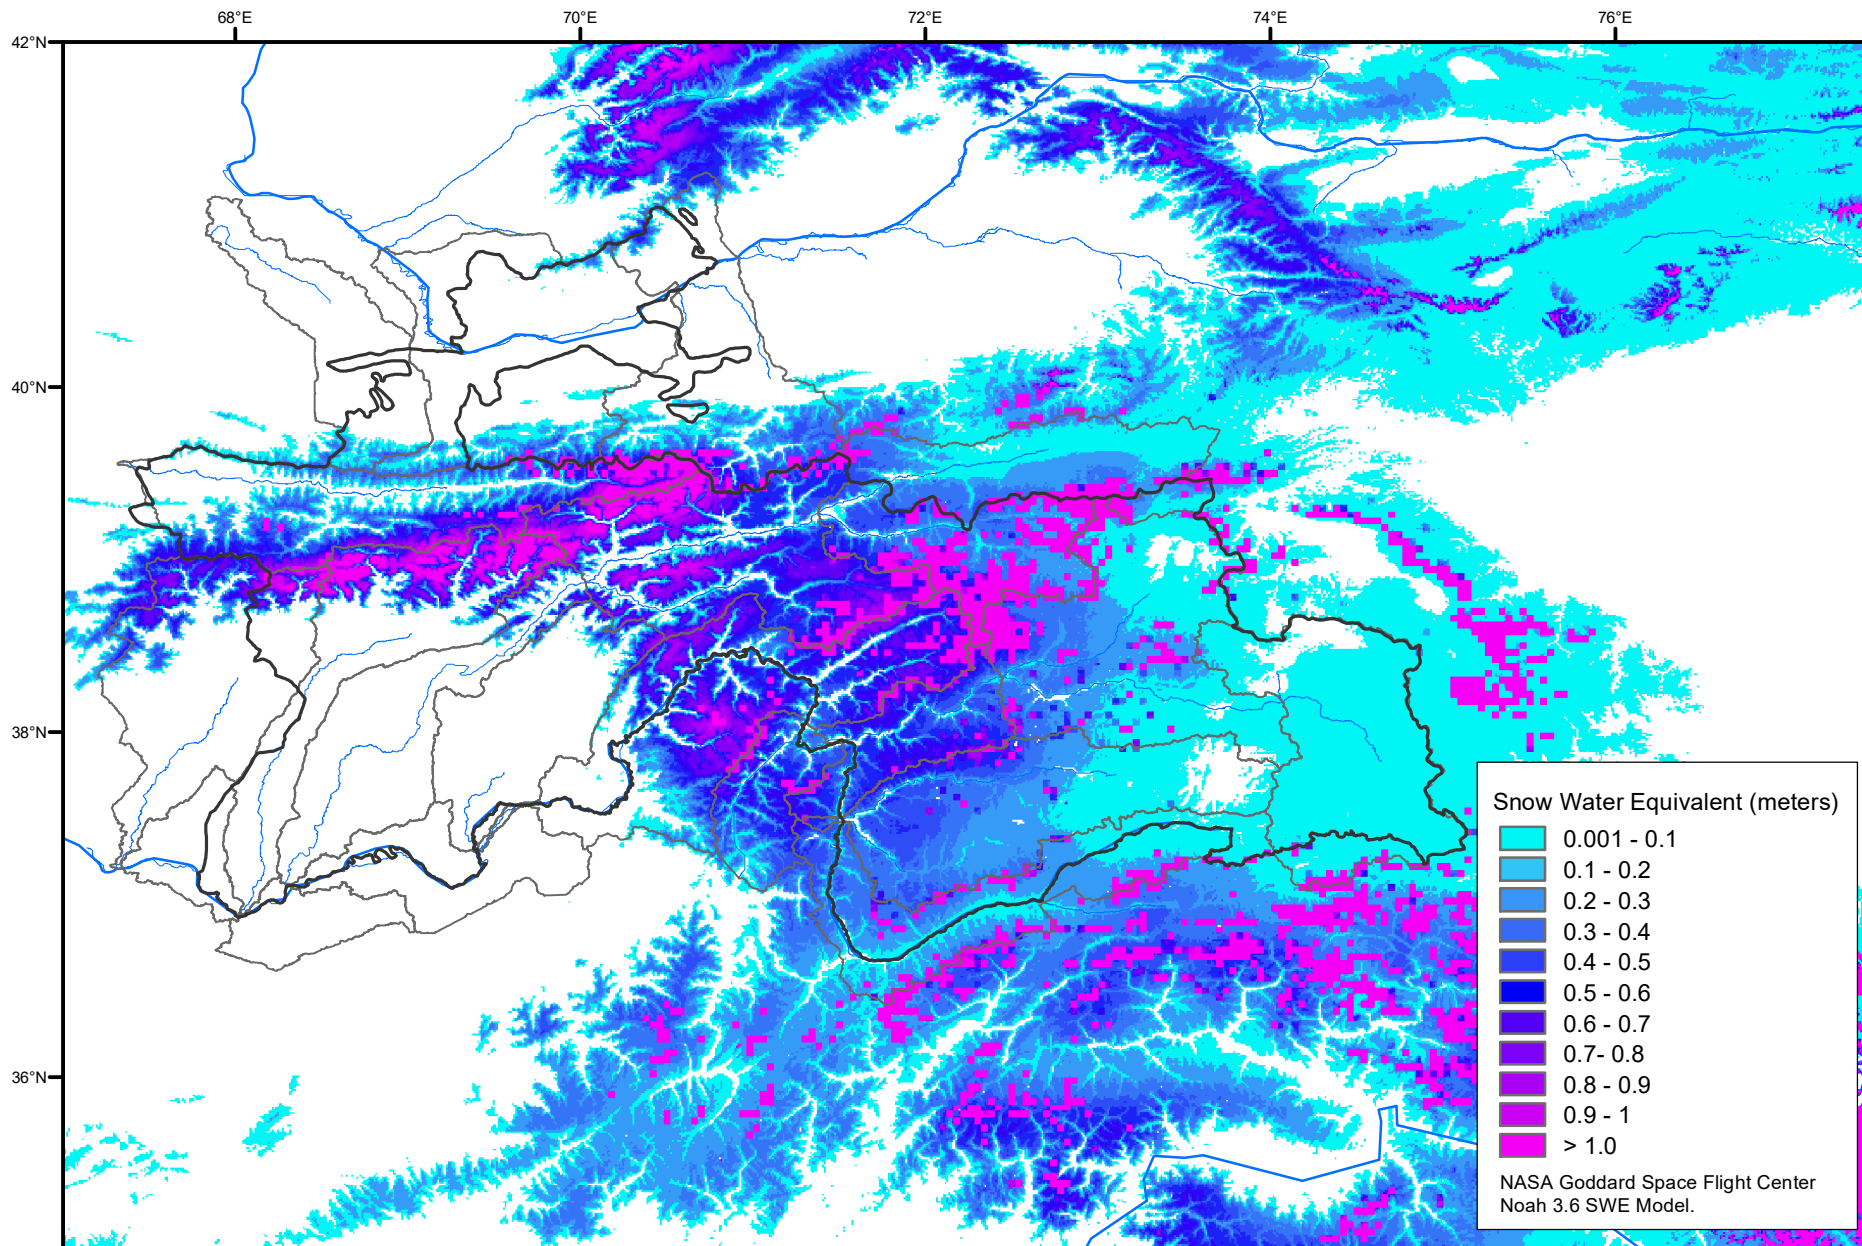 68°E 70°E 72°E 74°E 76°E
42°N
40°N
38°N
36°N
Snow Water Equivalent (meters)
0.001 - 0.1
0.1 - 0.2
0.2 - 0.3
0.3 - 0.4
0.4 - 0.5
0.5 - 0.6
0.6 - 0.7
0.7- 0.8
0.8 - 0.9
0.9 - 1
> 1.0
NASA Goddard Space Flight Center
Noah 3.6 SWE Model.